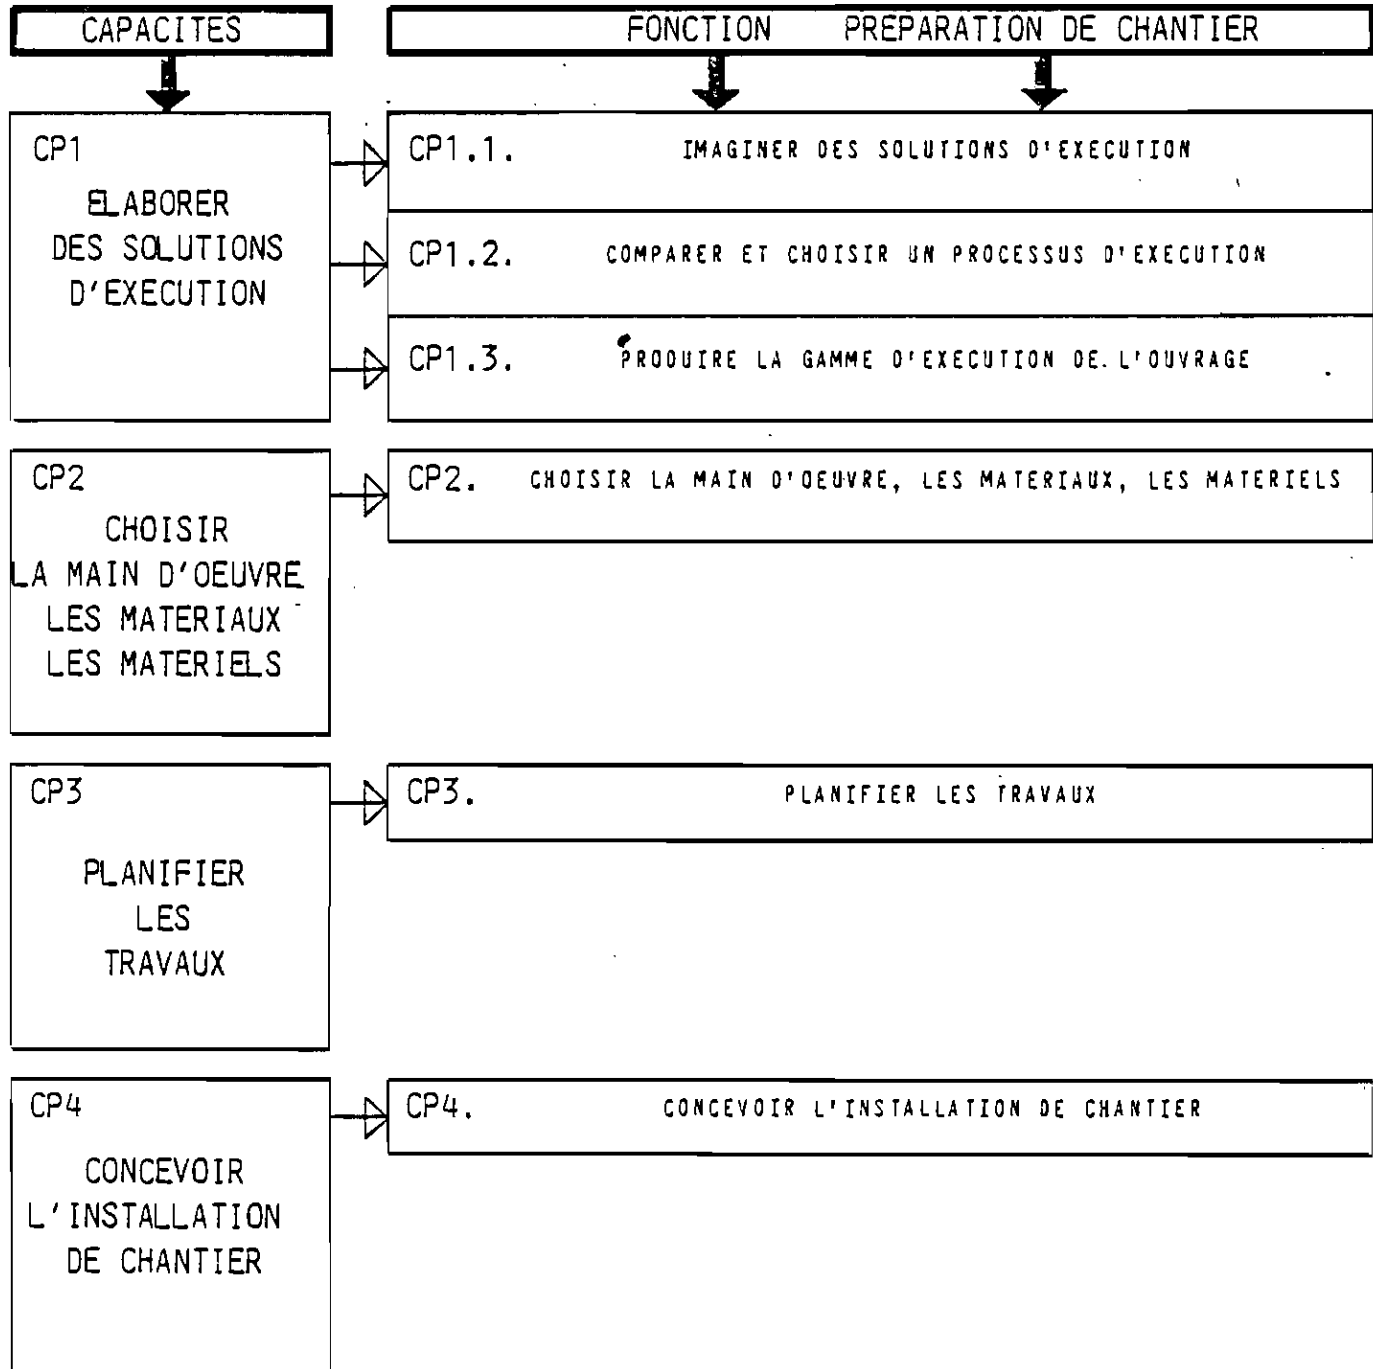 CAPACITES
FONCTION PREPARATION DE CHANTIER
CP1
ELABORER
DES SOLUTIONS
D'EXECUTION
CP1.1. IMAGINER DES SOLUTIONS D'EXECUTION
CP1.2. COMPARER ET CHOISIR UN PROCESSUS D'EXECUTION
CP1.3. PRODUIRE LA GAMME D'EXECUTION DE L'OUVRAGE
CP2
CHOISIR
LA MAIN D'OEUVRE
LES MATERIAUX
LES MATERIELS
CP2. CHOISIR LA MAIN D'OEUVRE, LES MATERIAUX, LES MATERIELS
CP3
PLANIFIER
LES
TRAVAUX
CP3. PLANIFIER LES TRAVAUX
CP4
CONCEVOIR
L'INSTALLATION
DE CHANTIER
CP4. CONCEVOIR L'INSTALLATION DE CHANTIER